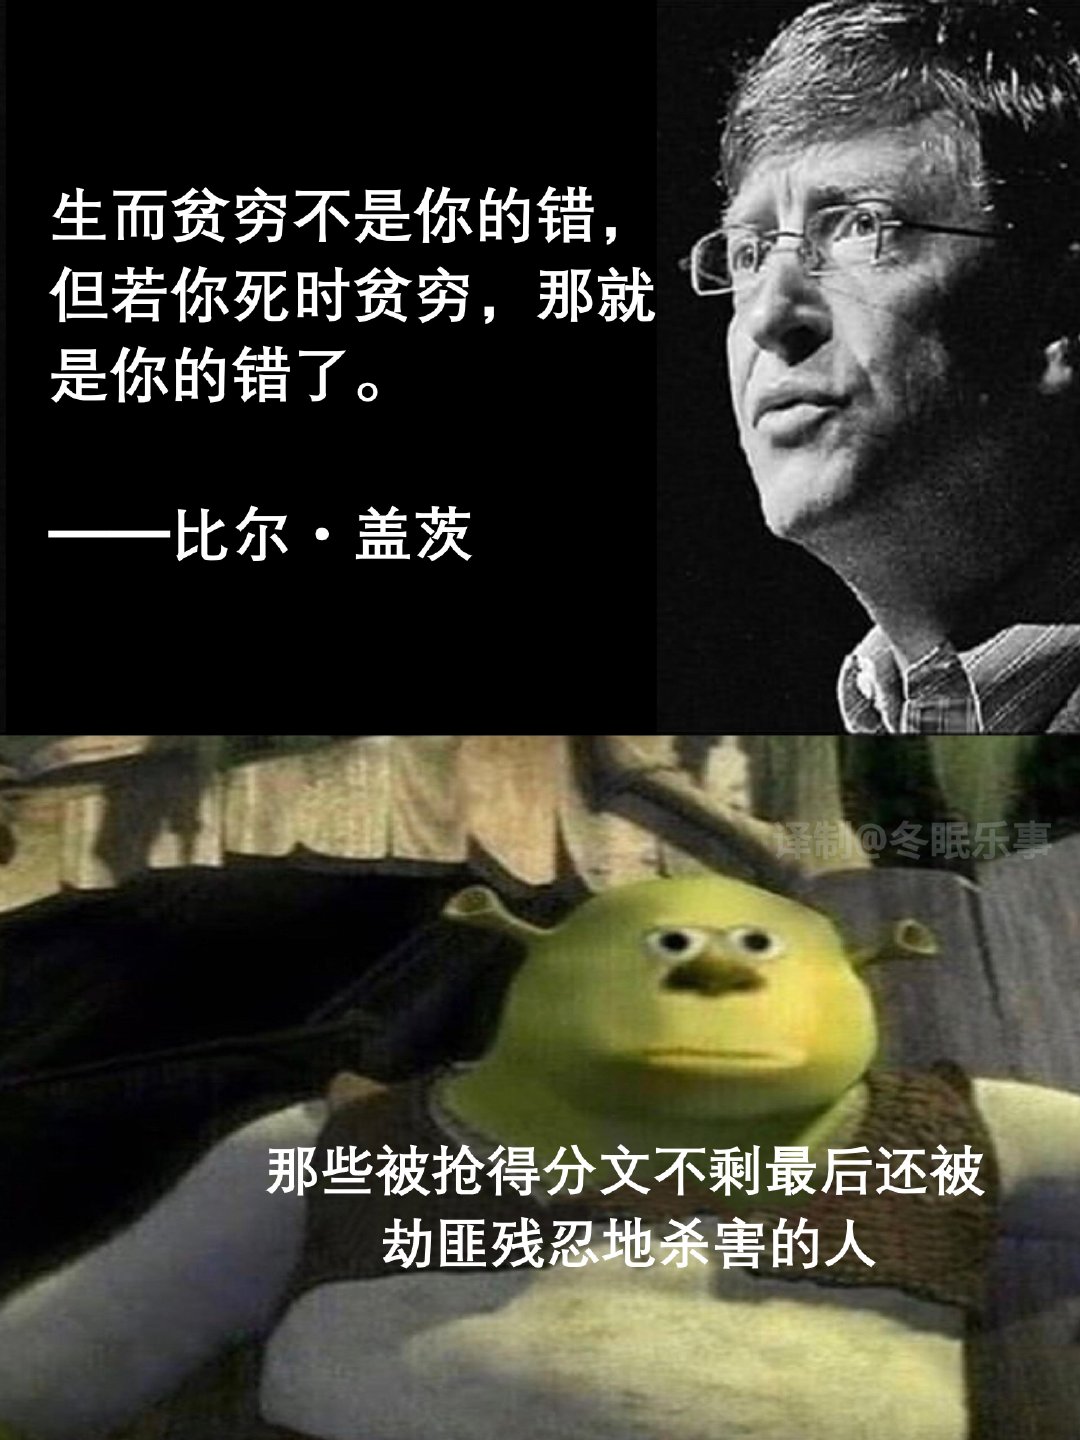 生而贫穷不是你的错，
但若你死时贫穷，那就
是你的错了。
——比尔·盖茨
译制@冬眠乐事
那些被抢得分文不剩最后还被
劫匪残忍地杀害的人